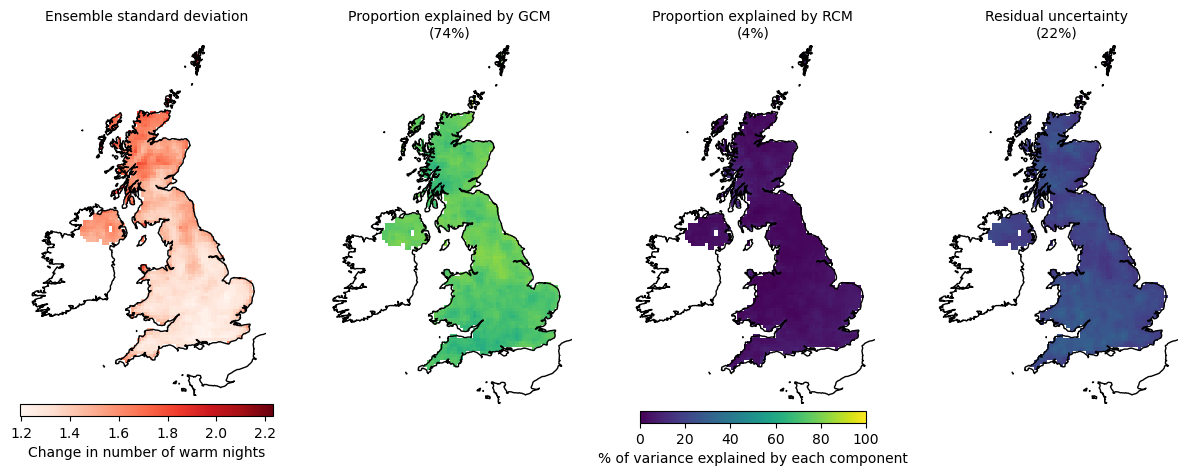 Ensemble standard deviation
Proportion explained by GCM
(74%)
Proportion explained by RCM
(4%)
Residual uncertainty
(22%)
1.2 1.4 1.6 1.8 2.0 2.2
Change in number of warm nights
0 20 40 60 80 100
% of variance explained by each component